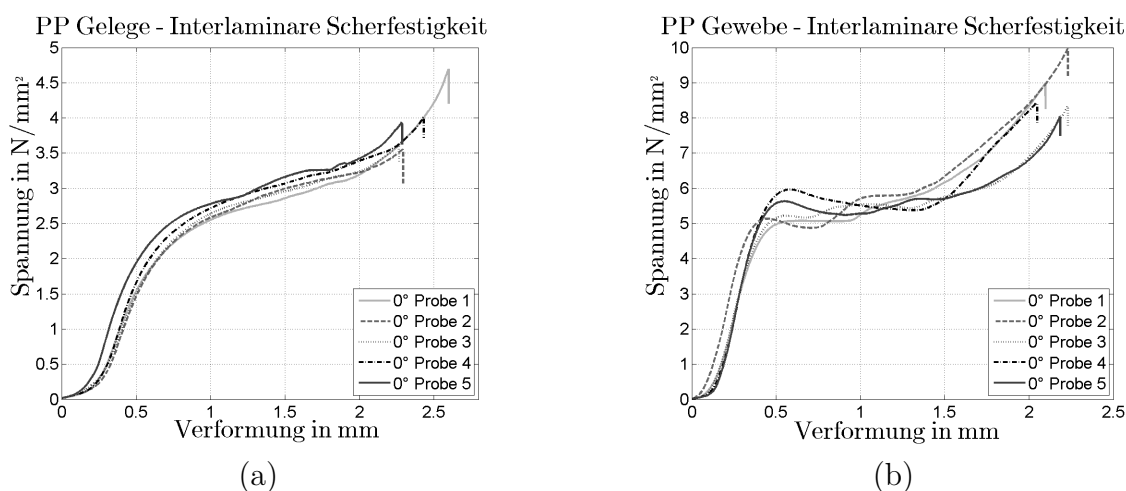 PP Gelege - Interlaminare Scherfestigkeit
Spannung in N/mm²
5
4.5
4
3.5
3
2.5
2
1.5
1
0.5
0
0° Probe 1
0° Probe 2
0° Probe 3
0° Probe 4
0° Probe 5
0 0.5 1 1.5 2 2.5
Verformung in mm
(a)
PP Gewebe - Interlaminare Scherfestigkeit
Spannung in N/mm²
10
9
8
7
6
5
4
3
2
1
0
0° Probe 1
0° Probe 2
0° Probe 3
0° Probe 4
0° Probe 5
0 0.5 1 1.5 2 2.5
Verformung in mm
(b)